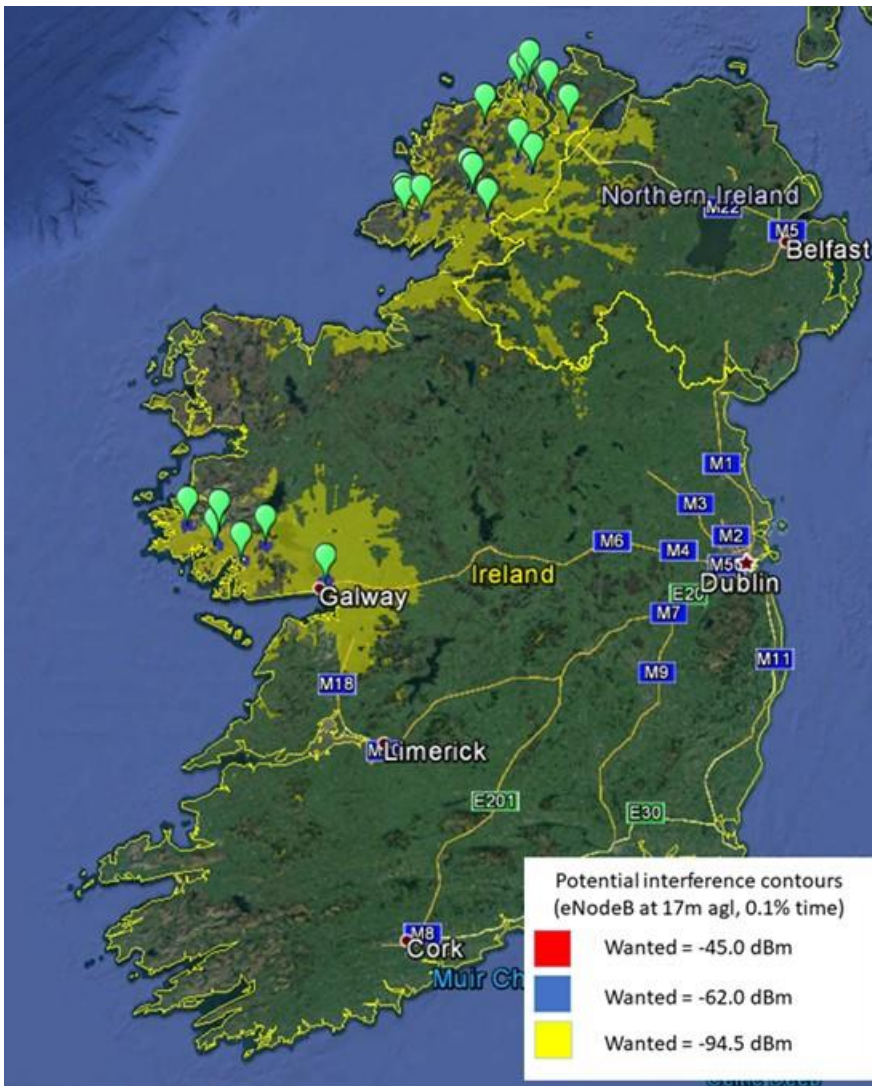 Northern Ireland
M22
M5
Belfast
M1
M3
M2
M6
M4
M50
Ireland
Dublin
Galway
E20
M7
M9
M11
M18
Limerick
E201
E30
Potential interference contours
(eNodeB at 17m agl, 0.1% time)
Wanted = -45.0 dBm
M8
Cork
Muir Ch
Wanted = -62.0 dBm
Wanted = -94.5 dBm